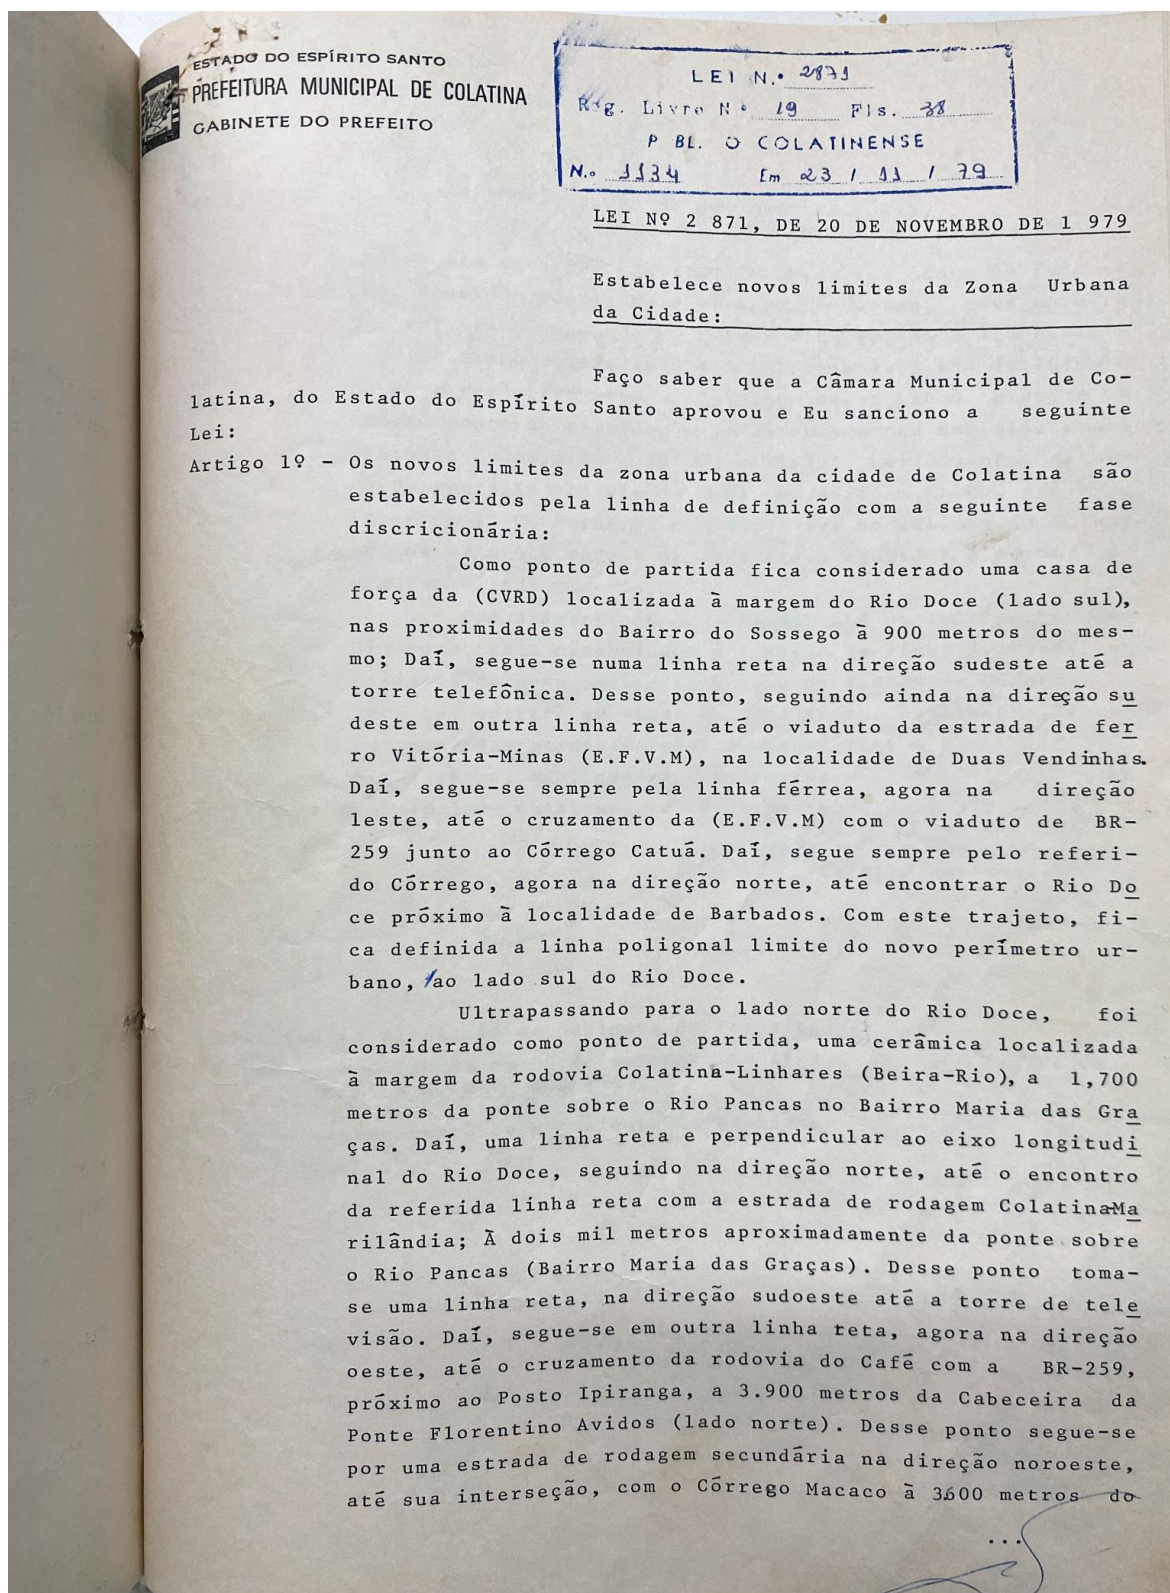 ESTADO DO ESPÍRITO SANTO
PREFEITURA MUNICIPAL DE COLATINA
GABINETE DO PREFEITO
LEI N.º 2871
Reg. Livro Nº 19 Fls. 38
P BL. O COLATINENSE
N.º 1134 Em 23 / 11 / 79
LEI Nº 2 871, DE 20 DE NOVEMBRO DE 1 979
Estabelece novos limites da Zona Urbana
da Cidade:
Faço saber que a Câmara Municipal de Co-
latina, do Estado do Espírito Santo aprovou e Eu sanciono a seguinte
Lei:
Artigo 1º - Os novos limites da zona urbana da cidade de Colatina são
estabelecidos pela linha de definição com a seguinte fase
discricionária:
Como ponto de partida fica considerado uma casa de
força da (CVRD) localizada à margem do Rio Doce (lado sul),
nas proximidades do Bairro do Sossego à 900 metros do mes-
mo; Daí, segue-se numa linha reta na direção sudeste até a
torre telefônica. Desse ponto, seguindo ainda na direção su
deste em outra linha reta, até o viaduto da estrada de fer
ro Vitória-Minas (E.F.V.M), na localidade de Duas Vendinhas.
Daí, segue-se sempre pela linha férrea, agora na direção
leste, até o cruzamento da (E.F.V.M) com o viaduto de BR-
259 junto ao Córrego Catuá. Daí, segue sempre pelo referi-
do Córrego, agora na direção norte, até encontrar o Rio Do
ce próximo à localidade de Barbados. Com este trajeto, fi-
ca definida a linha poligonal limite do novo perímetro ur-
bano, ao lado sul do Rio Doce.
Ultrapassando para o lado norte do Rio Doce, foi
considerado como ponto de partida, uma cerâmica localizada
à margem da rodovia Colatina-Linhares (Beira-Rio), a 1,700
metros da ponte sobre o Rio Pancas no Bairro Maria das Gra
ças. Daí, uma linha reta e perpendicular ao eixo longitudi
nal do Rio Doce, seguindo na direção norte, até o encontro
da referida linha reta com a estrada de rodagem Colatina-Ma
rilândia; À dois mil metros aproximadamente da ponte sobre
o Rio Pancas (Bairro Maria das Graças). Desse ponto toma-
se uma linha reta, na direção sudoeste até a torre de tele
visão. Daí, segue-se em outra linha teta, agora na direção
oeste, até o cruzamento da rodovia do Café com a BR-259,
próximo ao Posto Ipiranga, a 3.900 metros da Cabeceira da
Ponte Florentino Avidos (lado norte). Desse ponto segue-se
por uma estrada de rodagem secundária na direção noroeste,
até sua interseção, com o Córrego Macaco à 3600 metros do
...